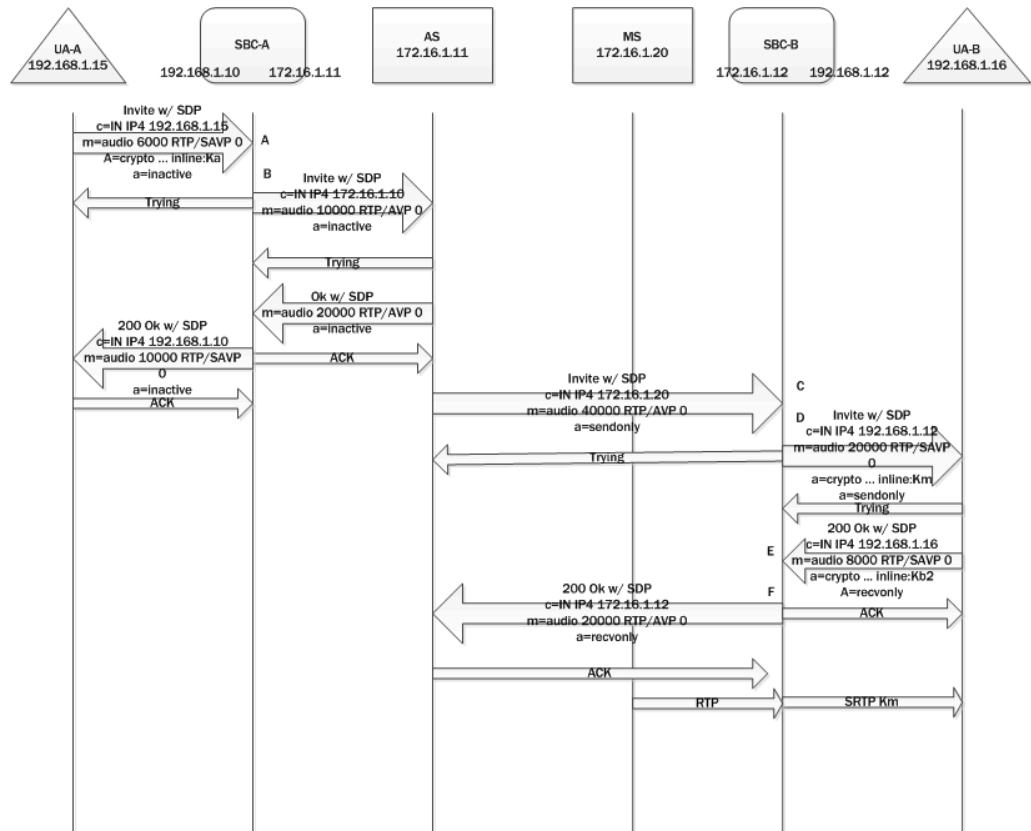 UA-A
192.168.1.15
SBC-A
192.168.1.10 172.16.1.11
AS
172.16.1.11
MS
172.16.1.20
SBC-B
172.16.1.12 192.168.1.12
UA-B
192.168.1.16
Invite w/ SDP
c=IN IP4 192.168.1.15
m=audio 6000 RTP/SAVP 0
A=crypto ... inline:Ka
a=inactive
A
B
Invite w/ SDP
c=IN IP4 172.16.1.10
m=audio 10000 RTP/AVP 0
a=inactive
Trying
Trying
Ok w/ SDP
m=audio 20000 RTP/AVP 0
a=inactive
200 Ok w/ SDP
c=IN IP4 192.168.1.10
m=audio 10000 RTP/SAVP
0
a=inactive
ACK
ACK
Invite w/ SDP
c=IN IP4 172.16.1.20
m=audio 40000 RTP/AVP 0
a=sendonly
C
D
Invite w/ SDP
c=IN IP4 192.168.1.12
m=audio 20000 RTP/SAVP
0
a=crypto ... inline:Km
a=sendonly
Trying
Trying
200 Ok w/ SDP
c=IN IP4 192.168.1.16
m=audio 8000 RTP/SAVP 0
a=crypto ... inline:Kb2
A=recvonly
E
F
200 Ok w/ SDP
c=IN IP4 172.16.1.12
m=audio 20000 RTP/AVP 0
a=recvonly
ACK
ACK
RTP
SRTP Km